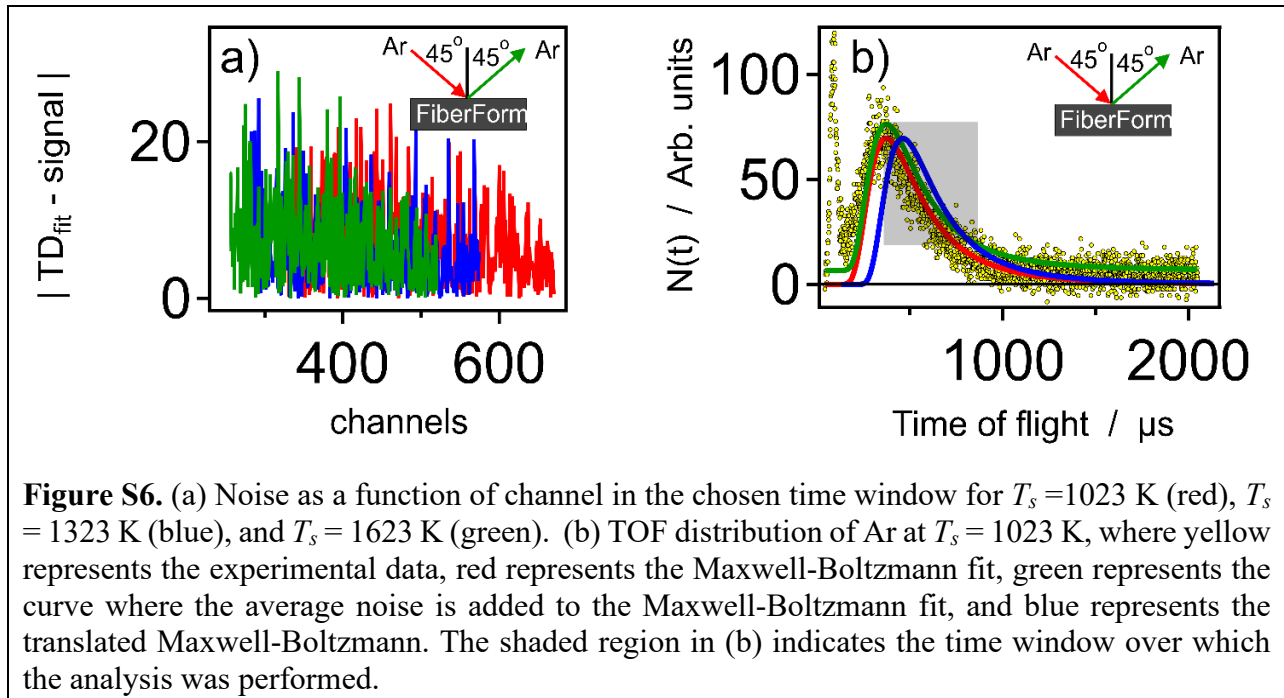 a)
Ar
45°
45°
Ar
FiberForm
| TD_fit - signal |
20
0
400
600
channels
b)
Ar
45°
45°
Ar
FiberForm
N(t) / Arb. units
100
50
0
1000
2000
Time of flight / µs
Figure S6. (a) Noise as a function of channel in the chosen time window for T_s =1023 K (red), T_s
= 1323 K (blue), and T_s = 1623 K (green). (b) TOF distribution of Ar at T_s = 1023 K, where yellow
represents the experimental data, red represents the Maxwell-Boltzmann fit, green represents the
curve where the average noise is added to the Maxwell-Boltzmann fit, and blue represents the
translated Maxwell-Boltzmann. The shaded region in (b) indicates the time window over which
the analysis was performed.